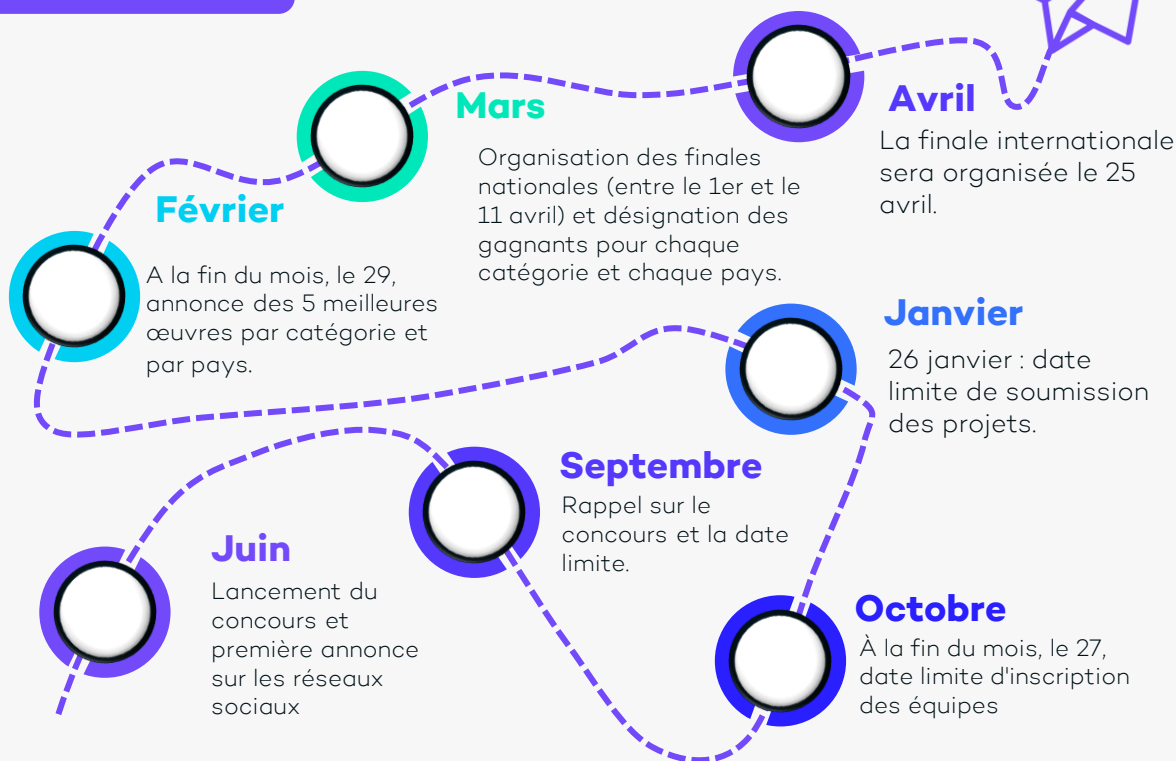 Mars
Organisation des finales
nationales (entre le 1er et le
11 avril) et désignation des
gagnants pour chaque
catégorie et chaque pays.
Avril
La finale internationale
sera organisée le 25
avril.
Février
A la fin du mois, le 29,
annonce des 5 meilleures
œuvres par catégorie et
par pays.
Janvier
26 janvier : date
limite de soumission
des projets.
Septembre
Rappel sur le
concours et la date
limite.
Juin
Lancement du
concours et
première annonce
sur les réseaux
sociaux
Octobre
À la fin du mois, le 27,
date limite d'inscription
des équipes